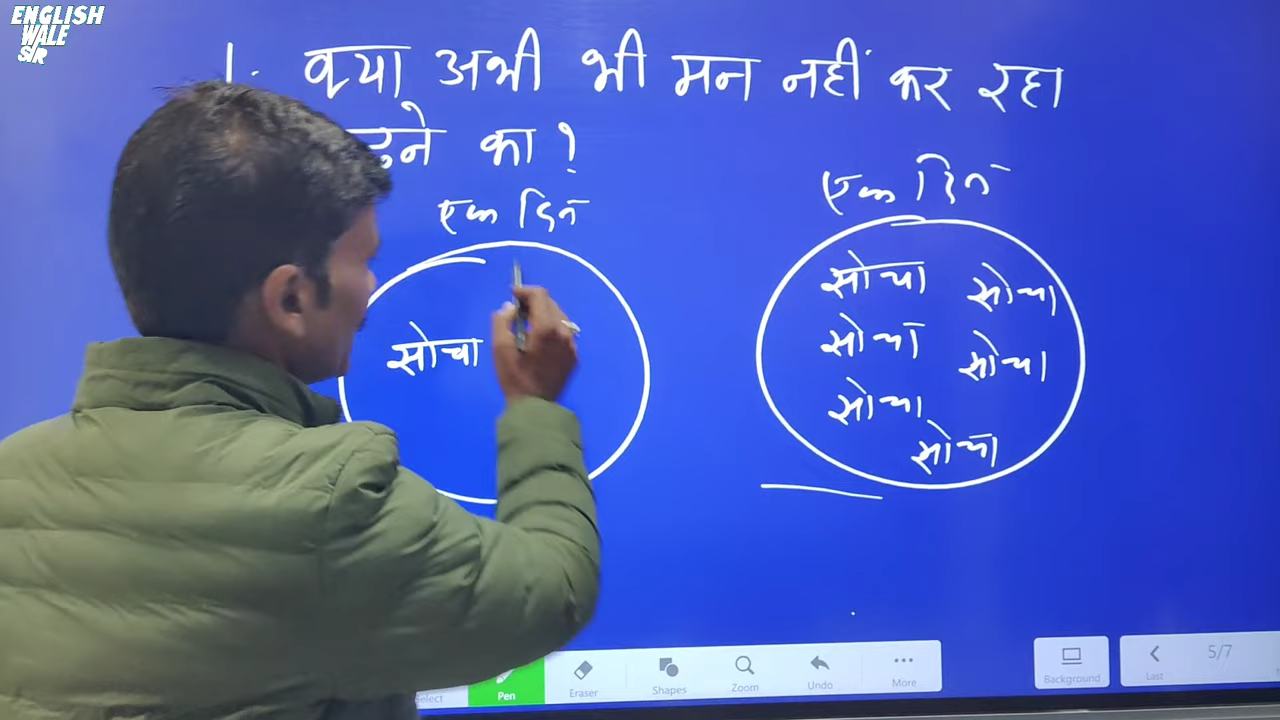 ENGLISH
WALE
SIR
1. क्या अभी भी मन नहीं कर रहा
का?
एक दिन
एक दिन
सोचा
सोचा
सोचा
सोचा
सोचा
सोचा
सोचा
Pen
Eraser
Shapes
Zoom
Undo
More
Background
Last
5/7